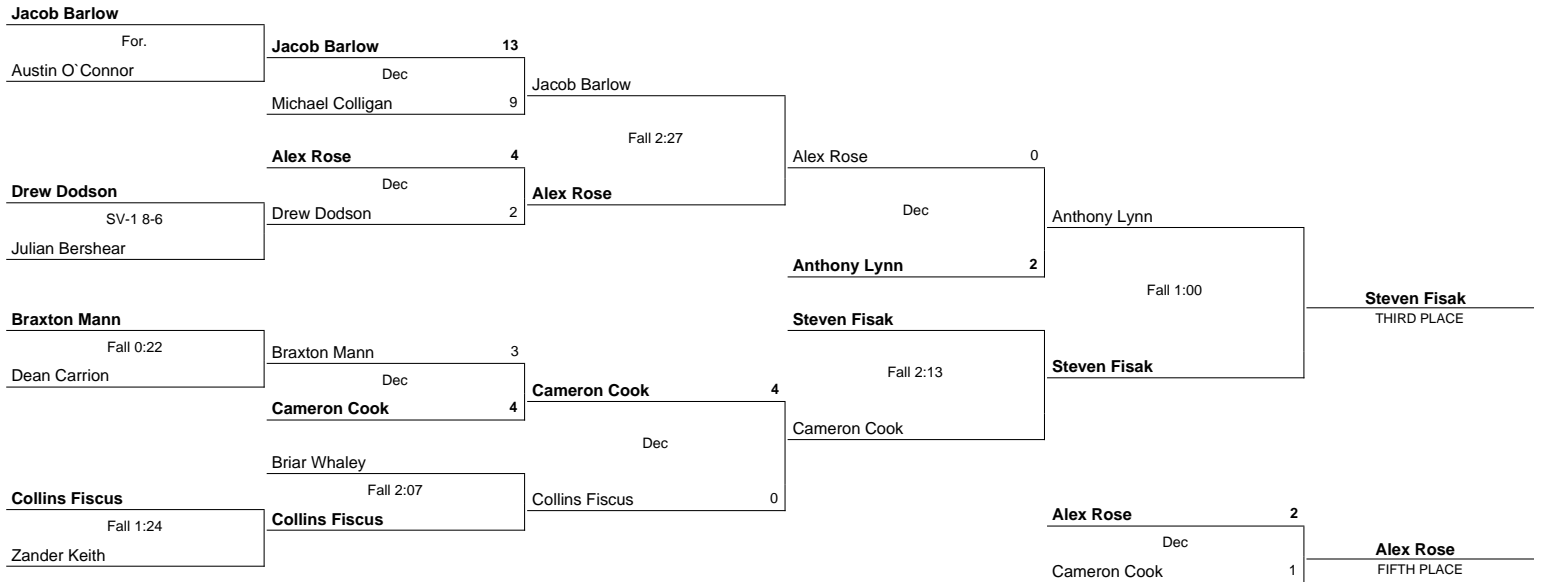 Jacob Barlow
For.
Austin O`Connor
Drew Dodson
SV-1 8-6
Julian Bershear
Braxton Mann
Fall 0:22
Dean Carrion
Collins Fiscus
Fall 1:24
Zander Keith
Jacob Barlow 13
Dec
Michael Colligan 9
Alex Rose 4
Dec
Drew Dodson 2
Braxton Mann 3
Dec
Cameron Cook 4
Briar Whaley
Fall 2:07
Collins Fiscus
Jacob Barlow
Fall 2:27
Alex Rose
Cameron Cook 4
Dec
Collins Fiscus 0
Alex Rose 0
Dec
Anthony Lynn 2
Steven Fisak
Fall 2:13
Cameron Cook
Anthony Lynn
Fall 1:00
Steven Fisak
Steven Fisak
THIRD PLACE
Alex Rose 2
Dec
Cameron Cook 1
Alex Rose
FIFTH PLACE